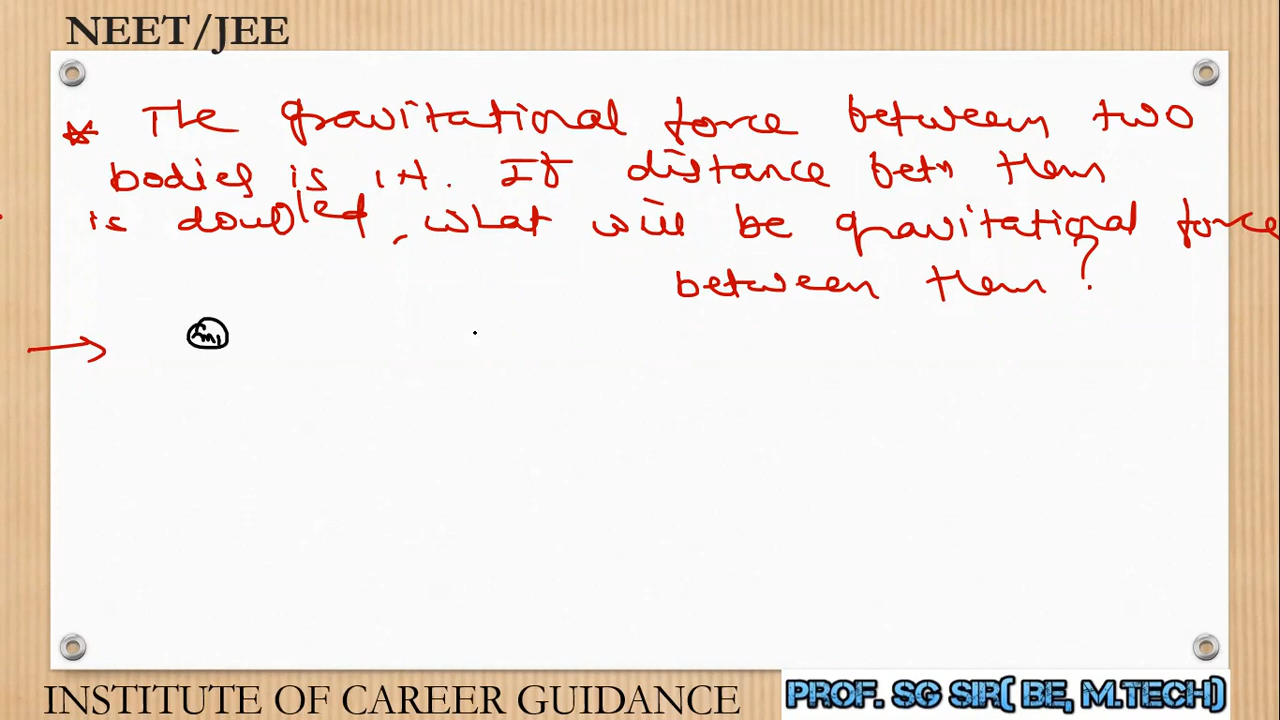 NEET/JEE
* The gravitational force between two
bodies is 1N. If distance betn them
is doubled, what will be gravitational force
between them?
→ m1
INSTITUTE OF CAREER GUIDANCE
PROF. SG SIR( BE, M.TECH)